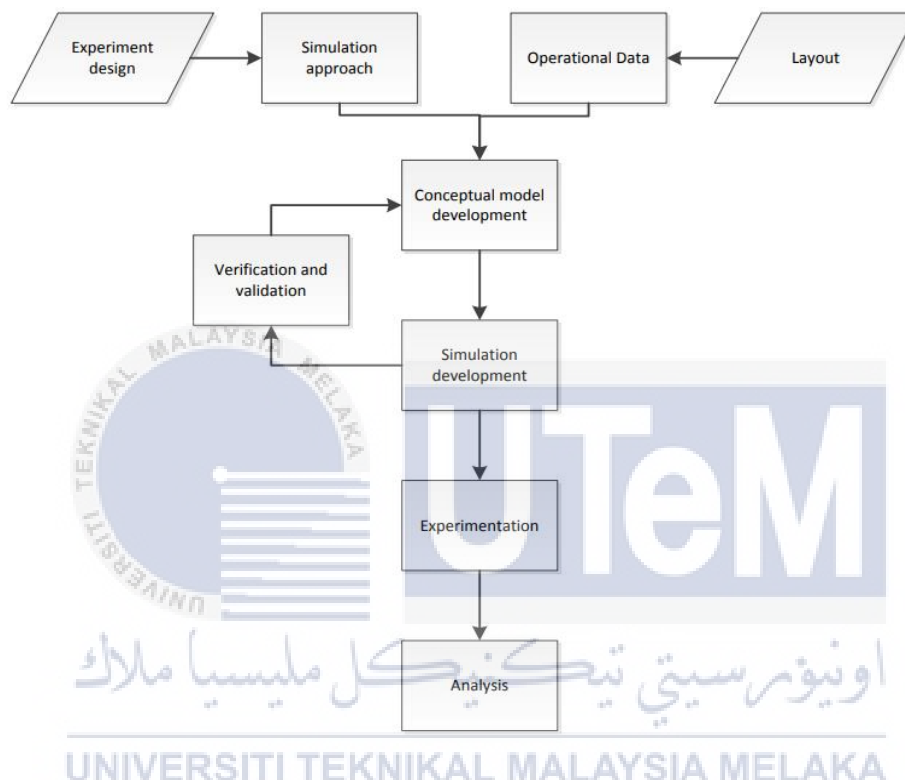 Experiment
design
Simulation
approach
Operational Data
Layout
Conceptual model
development
Verification and
validation
Simulation
development
Experimentation
Analysis
UNIVERSITI TEKNIKAL MALAYSIA MELAKA
UTeM
اونيۏرسيتي تيكنيكل مليسيا ملاك
UNIVERSITI TEKNIKAL MALAYSIA MELAKA